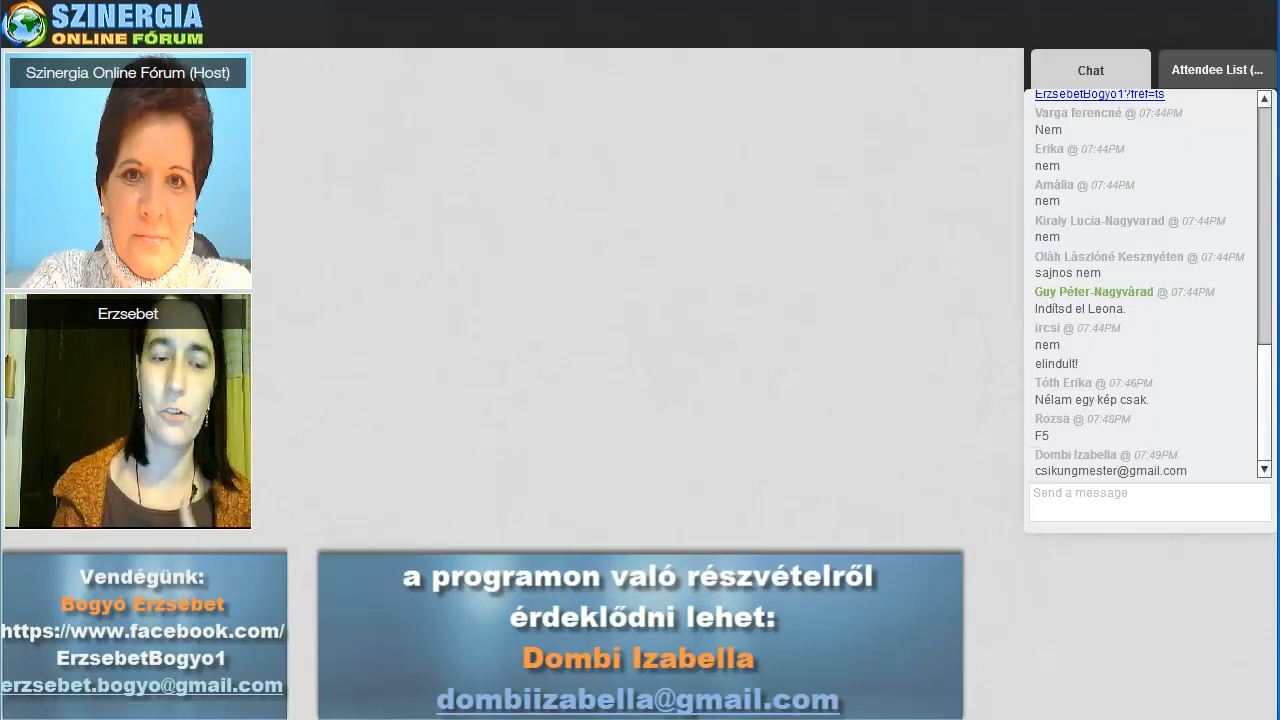 SZINERGIA
ONLINE FÓRUM
Szinergia Online Fórum (Host)
Erzsebet
Chat
Attendee List (...
ErzsebetBogyo1?fref=ts
Varga ferencné @ 07:44PM
Nem
Erika @ 07:44PM
nem
Amália @ 07:44PM
nem
Kiraly Lucia-Nagyvarad @ 07:44PM
nem
Oláh Lászlóné Kesznyéten @ 07:44PM
sajnos nem
Guy Péter-Nagyvárad @ 07:44PM
Indítsd el Leona.
írcsi @ 07:44PM
nem
elindult!
Tóth Erika @ 07:46PM
Nélam egy kép csak.
Rozsa @ 07:48PM
F5
Dombi Izabella @ 07:49PM
csikungmester@gmail.com
Send a message
Vendégünk:
Bogyó Erzsébet
https://www.facebook.com/
ErzsebetBogyo1
erzsebet.bogyo@gmail.com
a programon való részvételről
érdeklődni lehet:
Dombi Izabella
dombiizabella@gmail.com